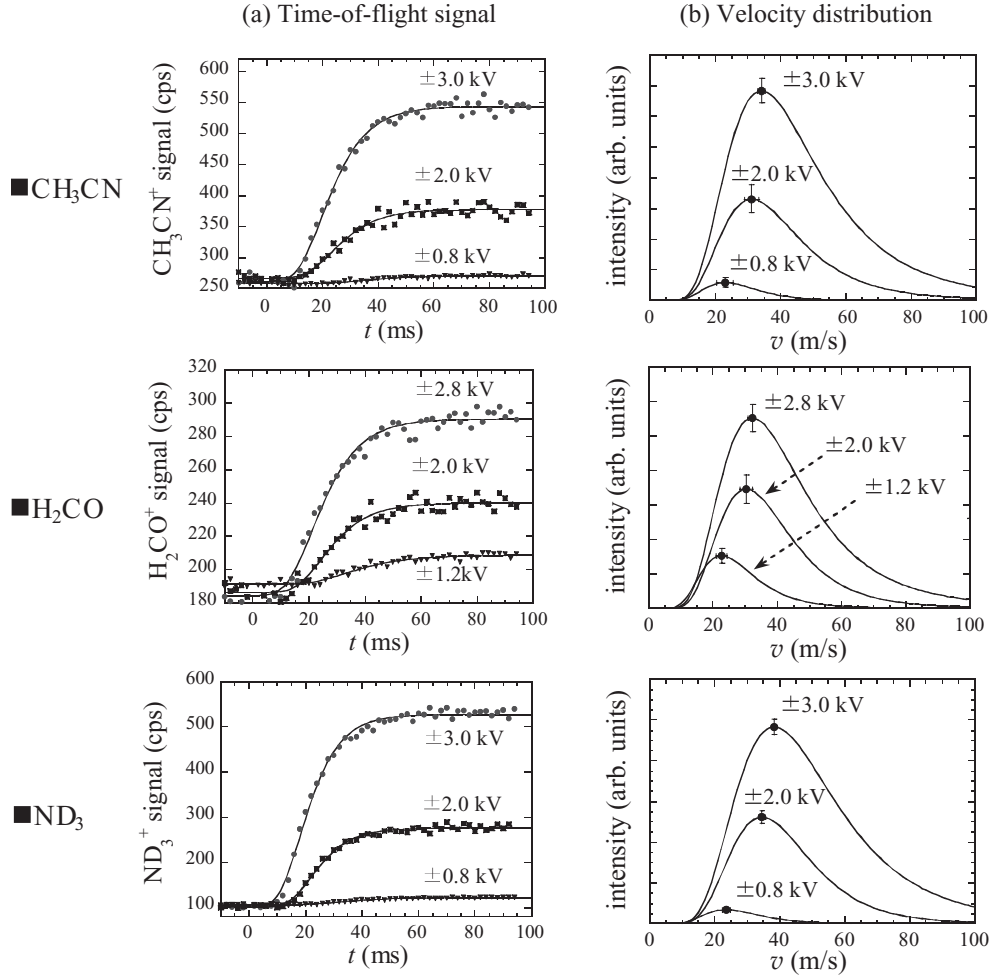 (a) Time-of-flight signal
(b) Velocity distribution
■CH₃CN
CH₃CN⁺ signal (cps)
600
550
500
450
400
350
300
250
±3.0 kV
±2.0 kV
±0.8 kV
0 20 40 60 80 100
t (ms)
intensity (arb. units)
±3.0 kV
±2.0 kV
±0.8 kV
0 20 40 60 80 100
v (m/s)
■H₂CO
H₂CO⁺ signal (cps)
320
300
280
260
240
220
200
180
±2.8 kV
±2.0 kV
±1.2kV
0 20 40 60 80 100
t (ms)
intensity (arb. units)
±2.8 kV
±2.0 kV
±1.2 kV
0 20 40 60 80 100
v (m/s)
■ND₃
ND₃⁺ signal (cps)
600
500
400
300
200
100
±3.0 kV
±2.0 kV
±0.8 kV
0 20 40 60 80 100
t (ms)
intensity (arb. units)
±3.0 kV
±2.0 kV
±0.8 kV
0 20 40 60 80 100
v (m/s)